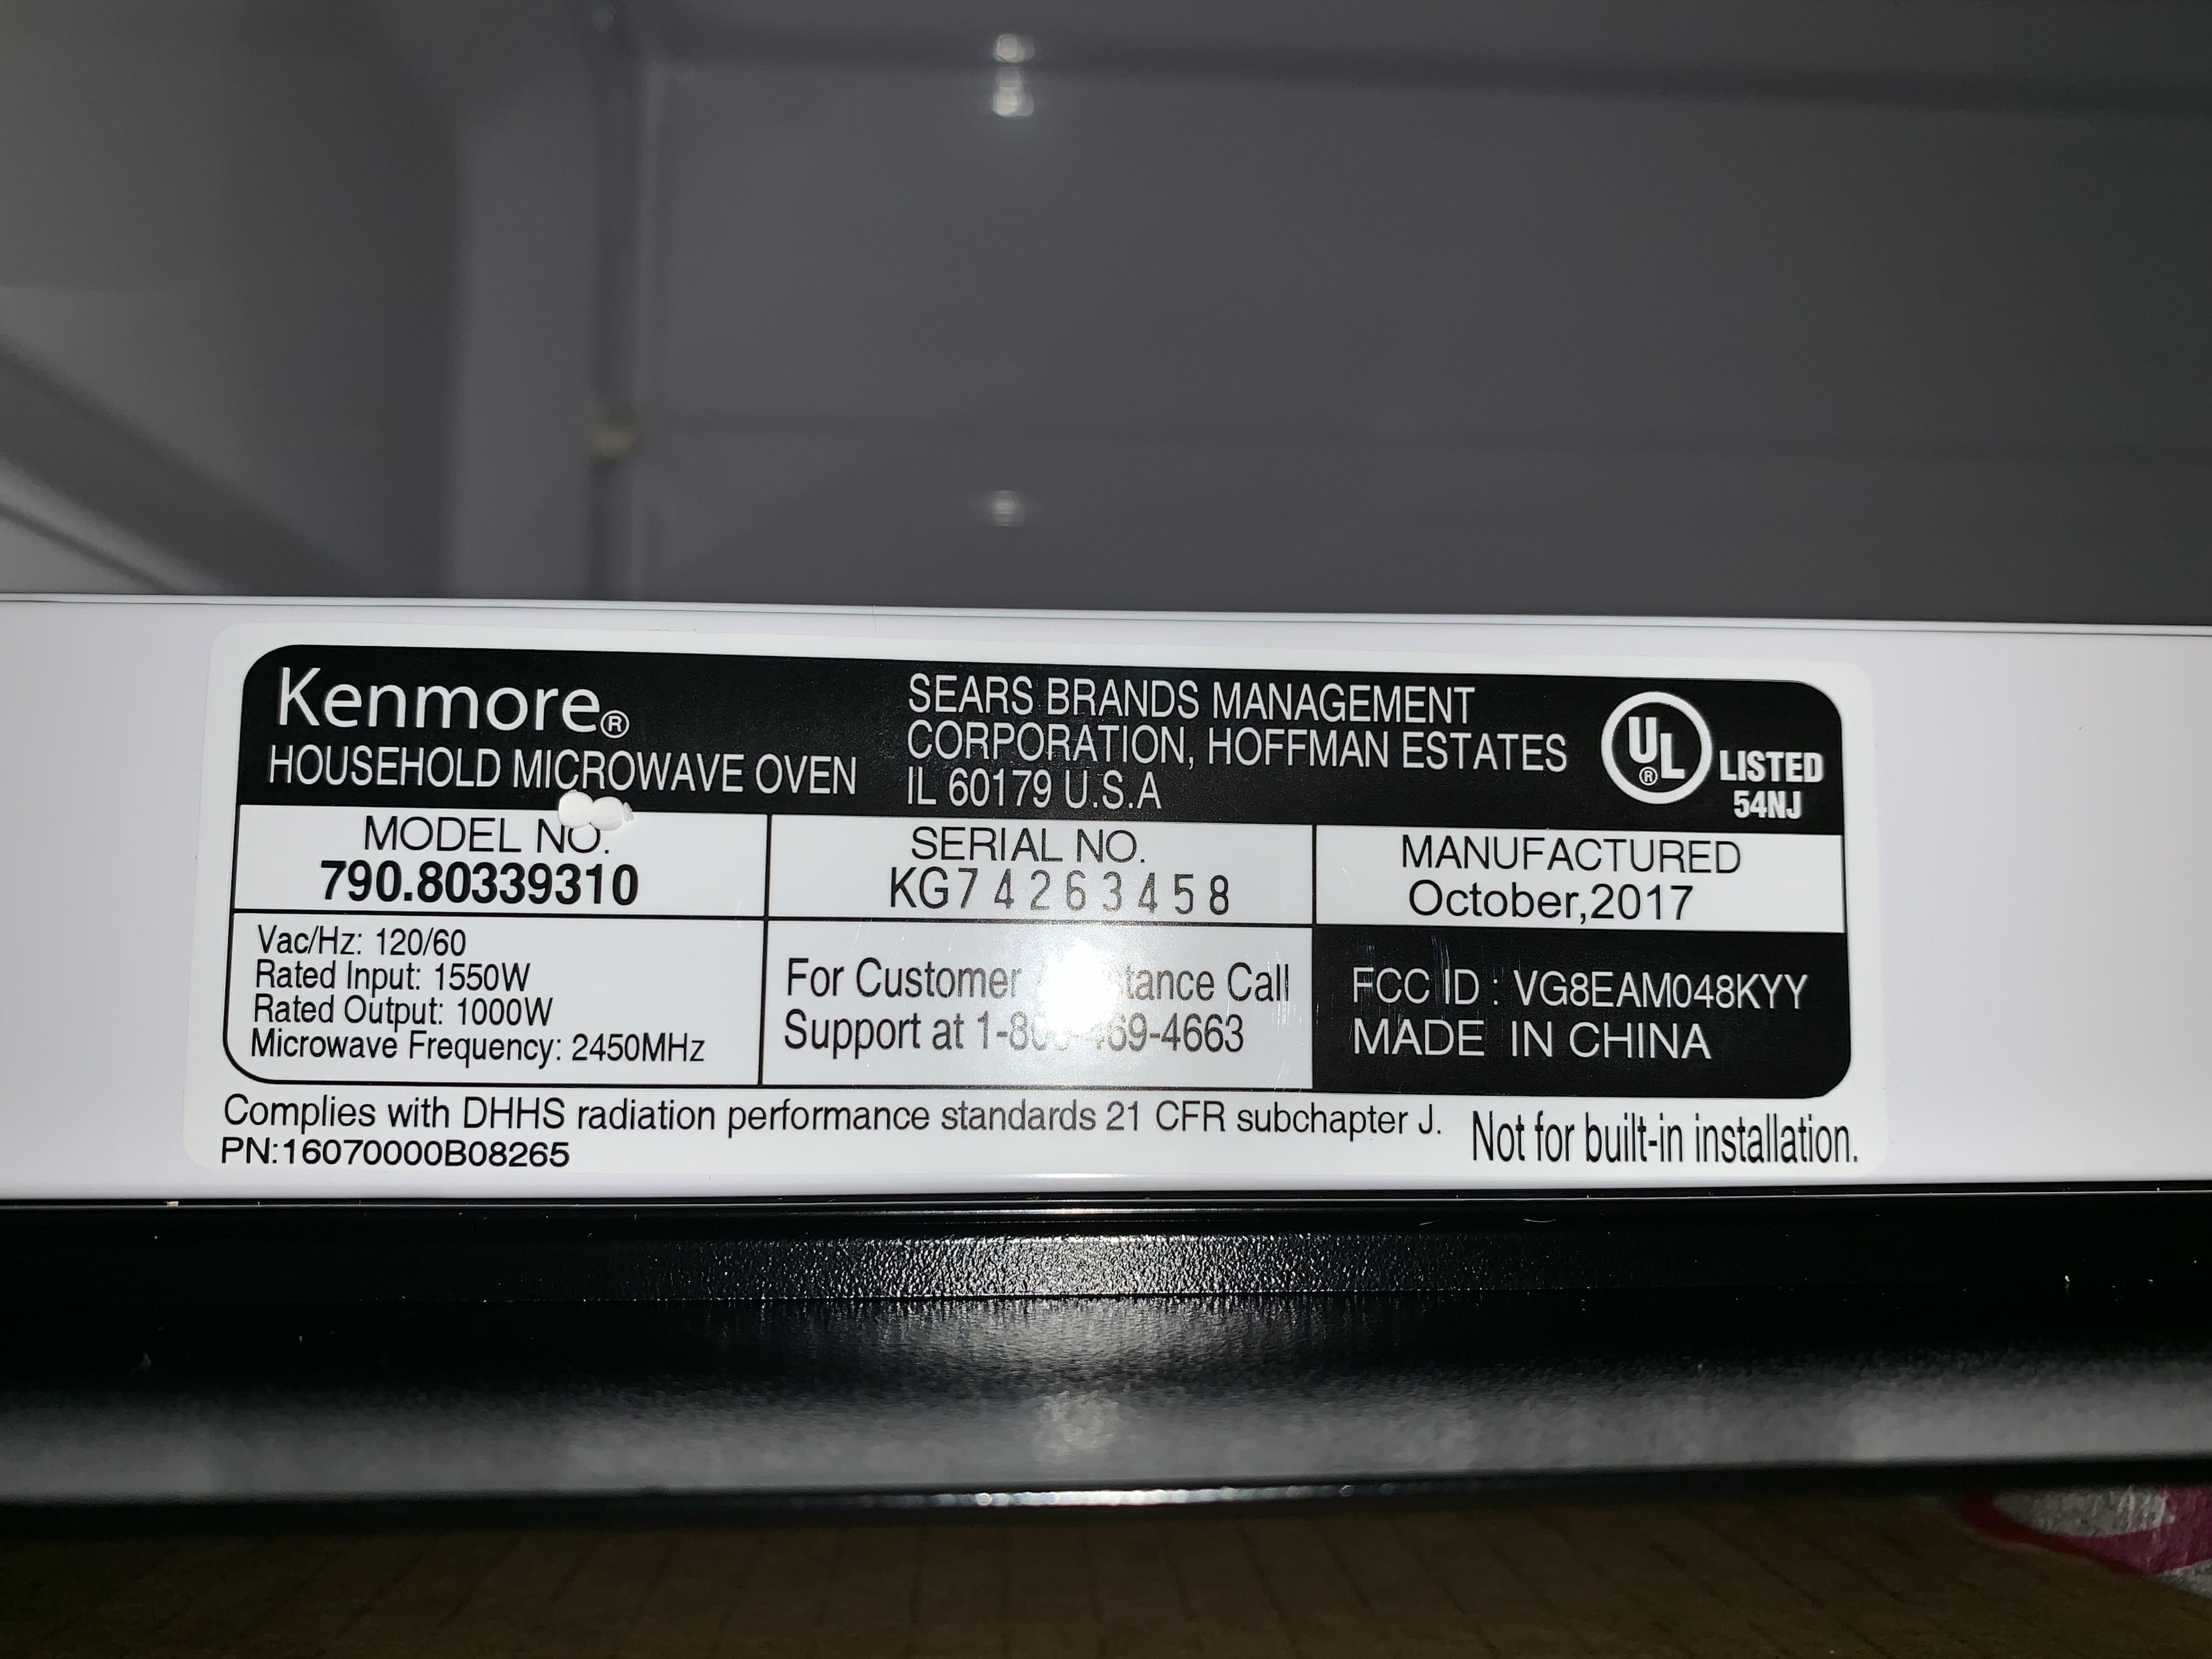 Kenmore®
HOUSEHOLD MICROWAVE OVEN
SEARS BRANDS MANAGEMENT
CORPORATION, HOFFMAN ESTATES
IL 60179 U.S.A
UL® LISTED
54NJ
MODEL NO.
790.80339310
SERIAL NO.
KG74263458
MANUFACTURED
October,2017
Vac/Hz: 120/60
Rated Input: 1550W
Rated Output: 1000W
Microwave Frequency: 2450MHz
For Customer Call
Support at
FCC ID : VG8EAM048KYY
MADE IN CHINA
Complies with DHHS radiation performance standards 21 CFR subchapter J.
PN:16070000B08265
Not for built-in installation.